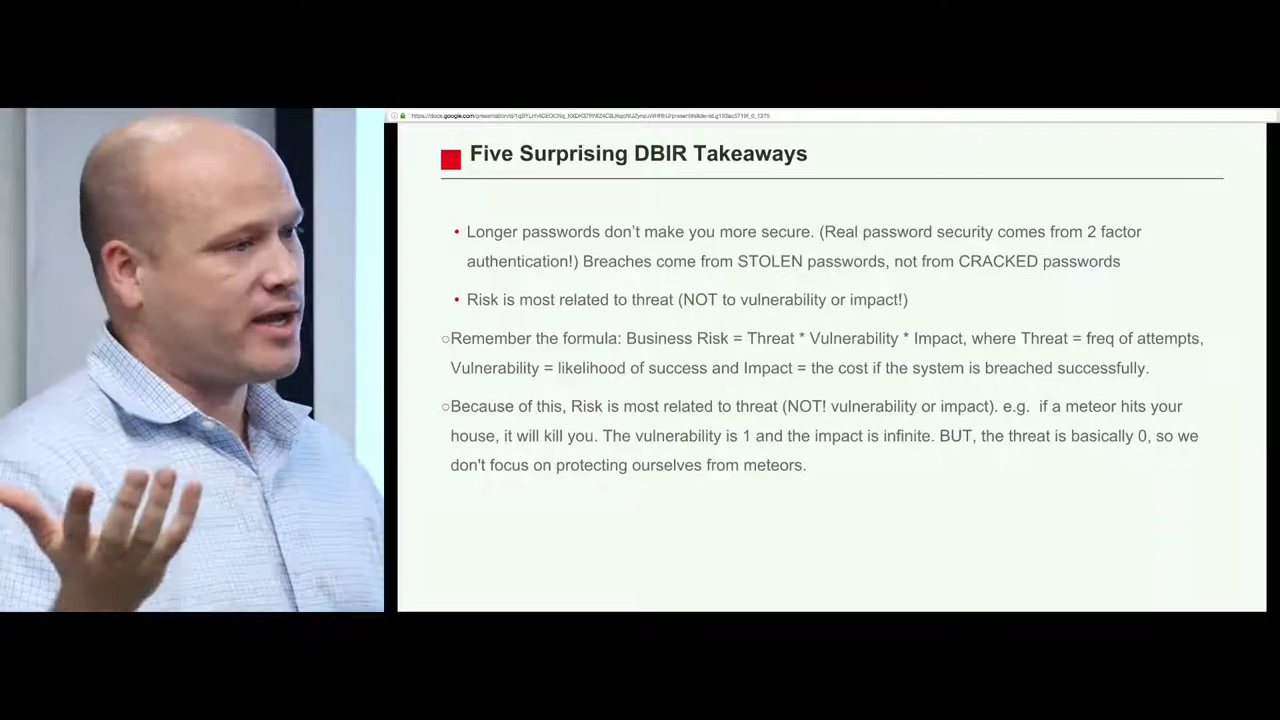 Five Surprising DBIR Takeaways
• Longer passwords don't make you more secure. (Real password security comes from 2 factor
authentication!) Breaches come from STOLEN passwords, not from CRACKED passwords
• Risk is most related to threat (NOT to vulnerability or impact!)
○Remember the formula: Business Risk = Threat * Vulnerability * Impact, where Threat = freq of attempts,
Vulnerability = likelihood of success and Impact = the cost if the system is breached successfully.
○Because of this, Risk is most related to threat (NOT! vulnerability or impact). e.g.  if a meteor hits your
house, it will kill you. The vulnerability is 1 and the impact is infinite. BUT, the threat is basically 0, so we
don't focus on protecting ourselves from meteors.